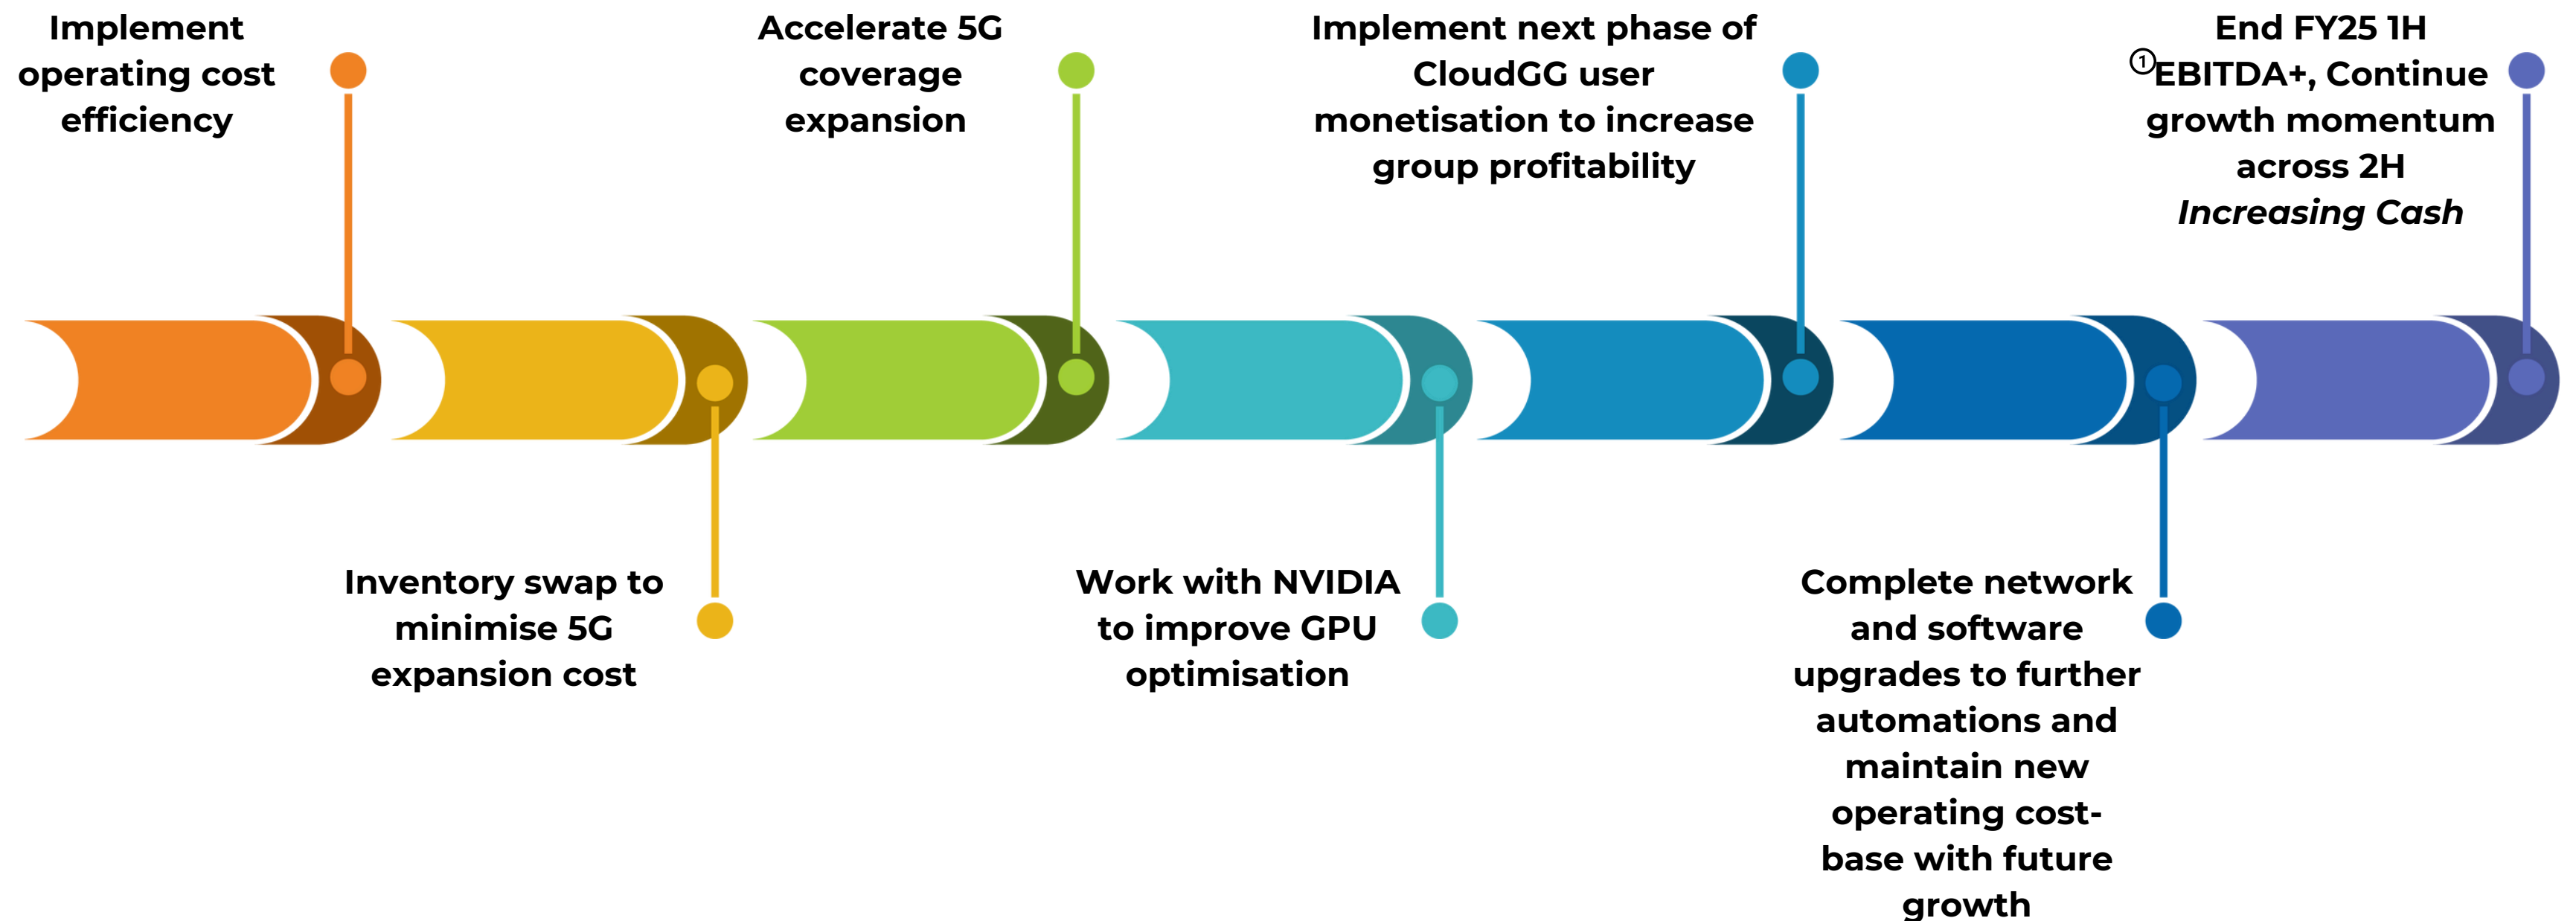 Implement
operating cost
efficiency
Inventory swap to
minimise 5G
expansion cost
Accelerate 5G
coverage
expansion
Work with NVIDIA
to improve GPU
optimisation
Implement next phase of
CloudGG user
monetisation to increase
group profitability
Complete network
and software
upgrades to further
automations and
maintain new
operating cost-
base with future
growth
End FY25 1H
①EBITDA+, Continue
growth momentum
across 2H
Increasing Cash